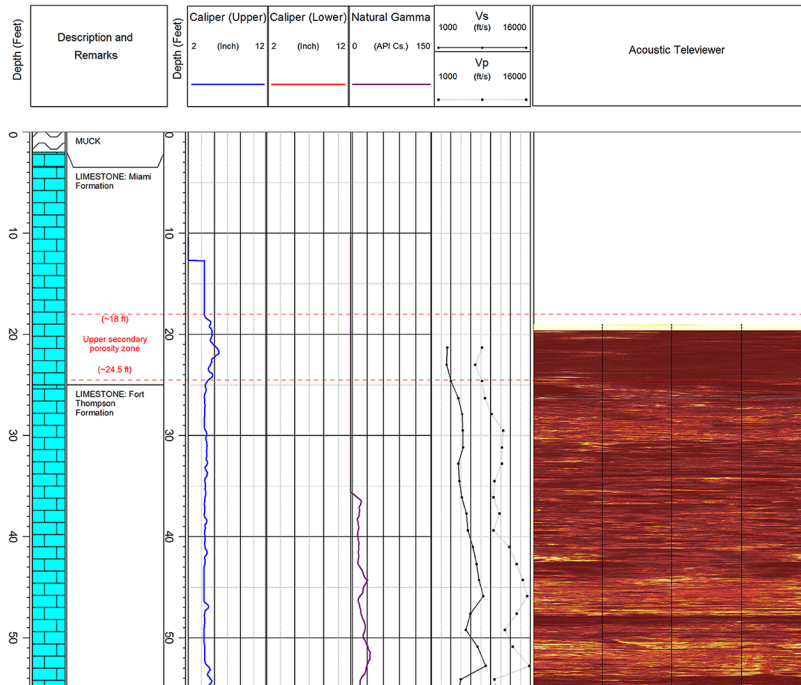 Depth (Feet)
Description and
Remarks
Depth (Feet)
Caliper (Upper)
2 (Inch) 12
Caliper (Lower)
2 (Inch) 12
Natural Gamma
0 (API Cs.) 150
Vs
1000 (ft/s) 16000
Vp
1000 (ft/s) 16000
Acoustic Televiewer
0
MUCK
0
LIMESTONE: Miami
Formation
10
10
(~18 ft)
20
20
Upper secondary
porosity zone
(~24.5 ft)
LIMESTONE: Fort
Thompson
Formation
30
30
40
40
50
50